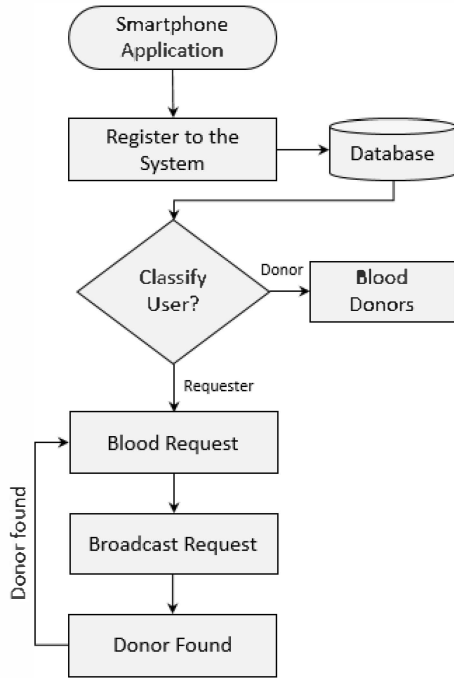 Smartphone
Application
Register to the
System
Database
Classify
User?
Donor
Blood
Donors
Requester
Blood Request
Broadcast Request
Donor found
Donor Found